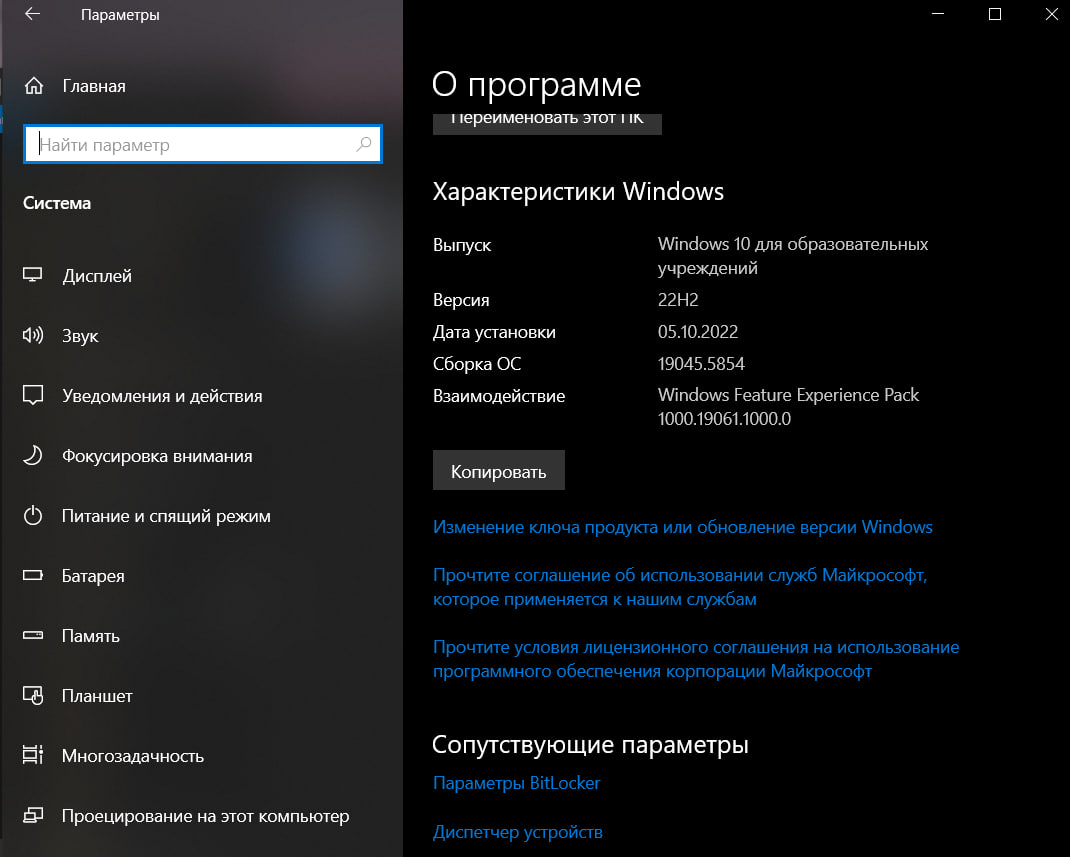 Параметры
Главная
Найти параметр
Система
Дисплей
Звук
Уведомления и действия
Фокусировка внимания
Питание и спящий режим
Батарея
Память
Планшет
Многозадачность
Проецирование на этот компьютер
О программе
Переименовать этот ПК
Характеристики Windows
Выпуск
Windows 10 для образовательных
учреждений
Версия
22H2
Дата установки
05.10.2022
Сборка ОС
19045.5854
Взаимодействие
Windows Feature Experience Pack
1000.19061.1000.0
Копировать
Изменение ключа продукта или обновление версии Windows
Прочтите соглашение об использовании служб Майкрософт,
которое применяется к нашим службам
Прочтите условия лицензионного соглашения на использование
программного обеспечения корпорации Майкрософт
Сопутствующие параметры
Параметры BitLocker
Диспетчер устройств